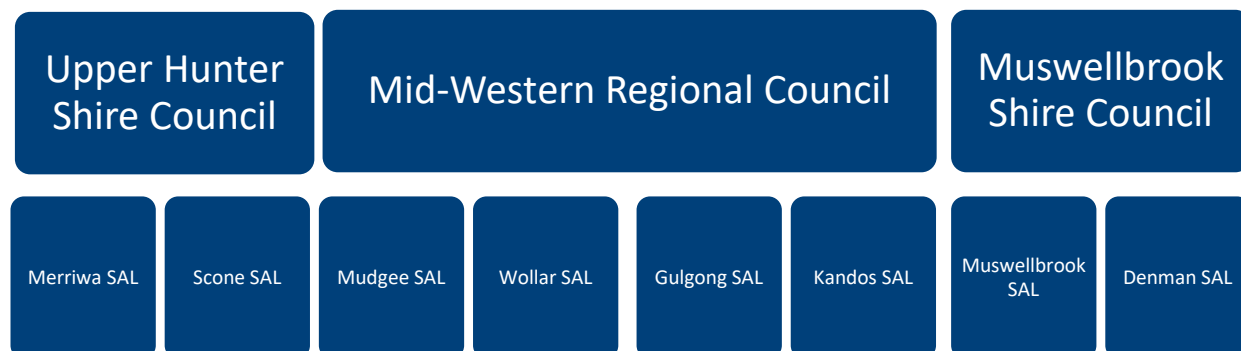 Upper Hunter
Shire Council
Mid-Western Regional Council
Muswellbrook
Shire Council
Merriwa SAL
Scone SAL
Mudgee SAL
Wollar SAL
Gulgong SAL
Kandos SAL
Muswellbrook
SAL
Denman SAL